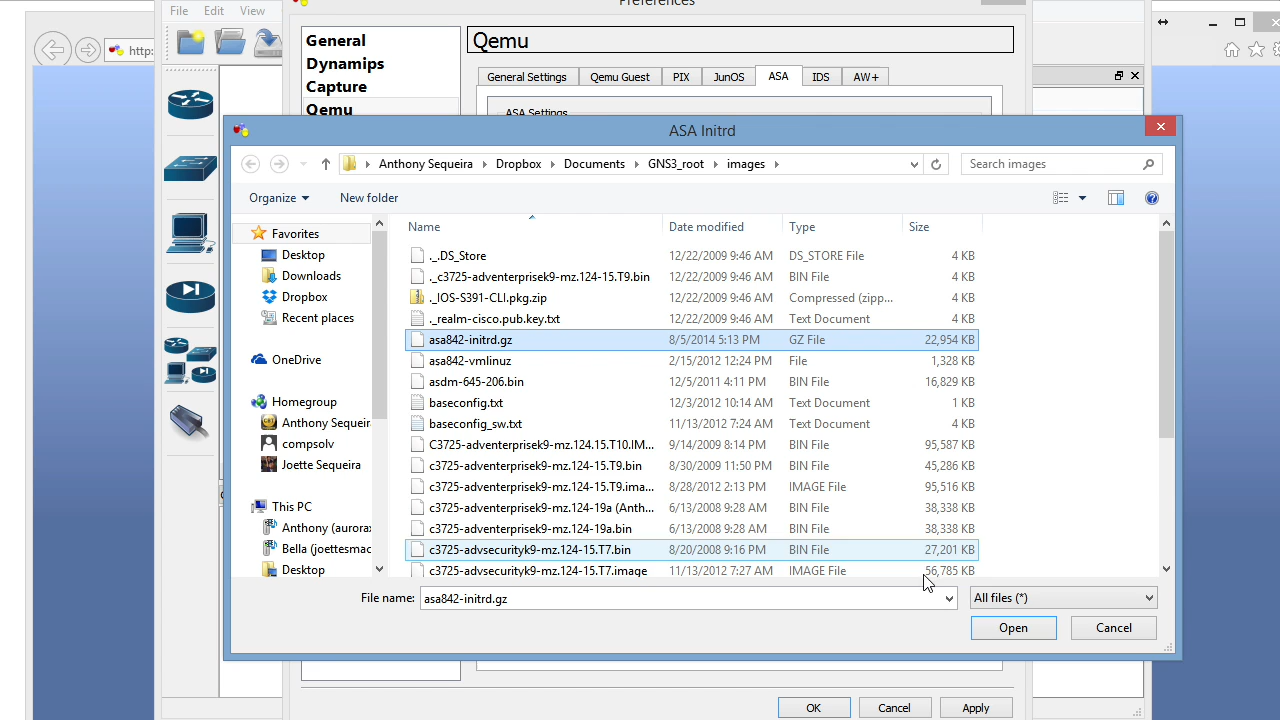 File Edit View
Preferences
http:
General
Dynamips
Capture
Qemu
Qemu
General Settings Qemu Guest PIX JunOS ASA IDS AW+
ASA Settings
ASA Initrd
Anthony Sequeira Dropbox Documents GNS3_root images
Search images
Organize New folder
Favorites
Desktop
Downloads
Dropbox
Recent places
OneDrive
Homegroup
Anthony Sequeir
compsolv
Joette Sequeira
This PC
Anthony (aurora
Bella (joettesmac
Desktop
Name Date modified Type Size
._.DS_Store 12/22/2009 9:46 AM DS_STORE File 4 KB
._c3725-adventerprisek9-mz.124-15.T9.bin 12/22/2009 9:46 AM BIN File 4 KB
._IOS-S391-CLI.pkg.zip 12/22/2009 9:46 AM Compressed (zipp... 4 KB
._realm-cisco.pub.key.txt 12/22/2009 9:46 AM Text Document 4 KB
asa842-initrd.gz 8/5/2014 5:13 PM GZ File 22,954 KB
asa842-vmlinuz 2/15/2012 12:24 PM File 1,328 KB
asdm-645-206.bin 12/5/2011 4:11 PM BIN File 16,829 KB
baseconfig.txt 12/3/2012 10:14 AM Text Document 1 KB
baseconfig_sw.txt 11/13/2012 7:24 AM Text Document 4 KB
C3725-adventerprisek9-mz.124-15.T10.IM... 9/14/2009 8:14 PM BIN File 95,587 KB
c3725-adventerprisek9-mz.124-15.T9.bin 8/30/2009 11:50 PM BIN File 45,286 KB
c3725-adventerprisek9-mz.124-15.T9.ima... 8/28/2012 2:13 PM IMAGE File 95,516 KB
c3725-adventerprisek9-mz.124-19a (Anth... 6/13/2008 9:28 AM BIN File 38,338 KB
c3725-adventerprisek9-mz.124-19a.bin 6/13/2008 9:28 AM BIN File 38,338 KB
c3725-advsecurityk9-mz.124-15.T7.bin 8/20/2008 9:16 PM BIN File 27,201 KB
c3725-advsecurityk9-mz.124-15.T7.image 11/13/2012 7:27 AM IMAGE File 56,785 KB
File name: asa842-initrd.gz All files (*)
Open Cancel
OK Cancel Apply